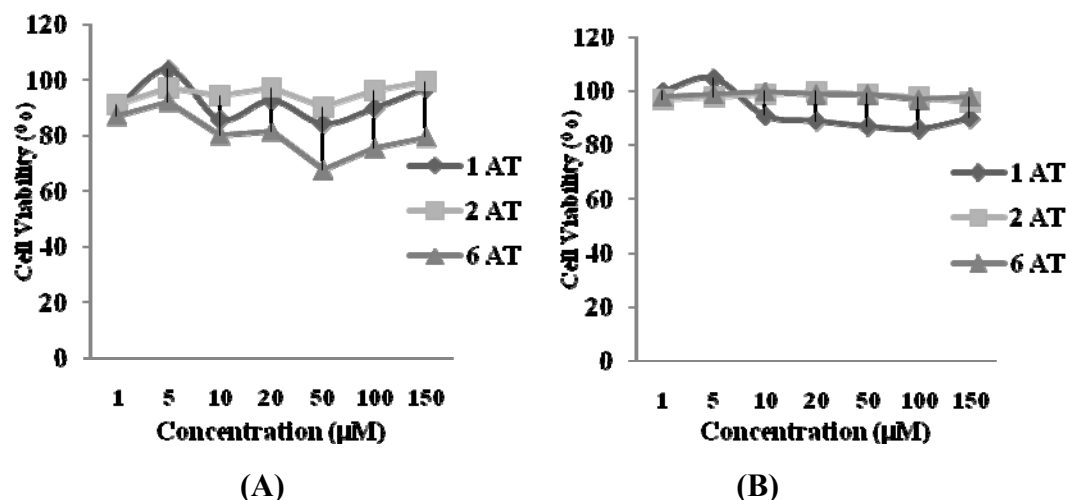 120
100
80
60
40
20
0
Cell Viability (%)
1 5 10 20 50 100 150
Concentration (µM)
1 AT
2 AT
6 AT
(A)
120
100
80
60
40
20
0
Cell Viability (%)
1 5 10 20 50 100 150
Concentration (µM)
1 AT
2 AT
6 AT
(B)